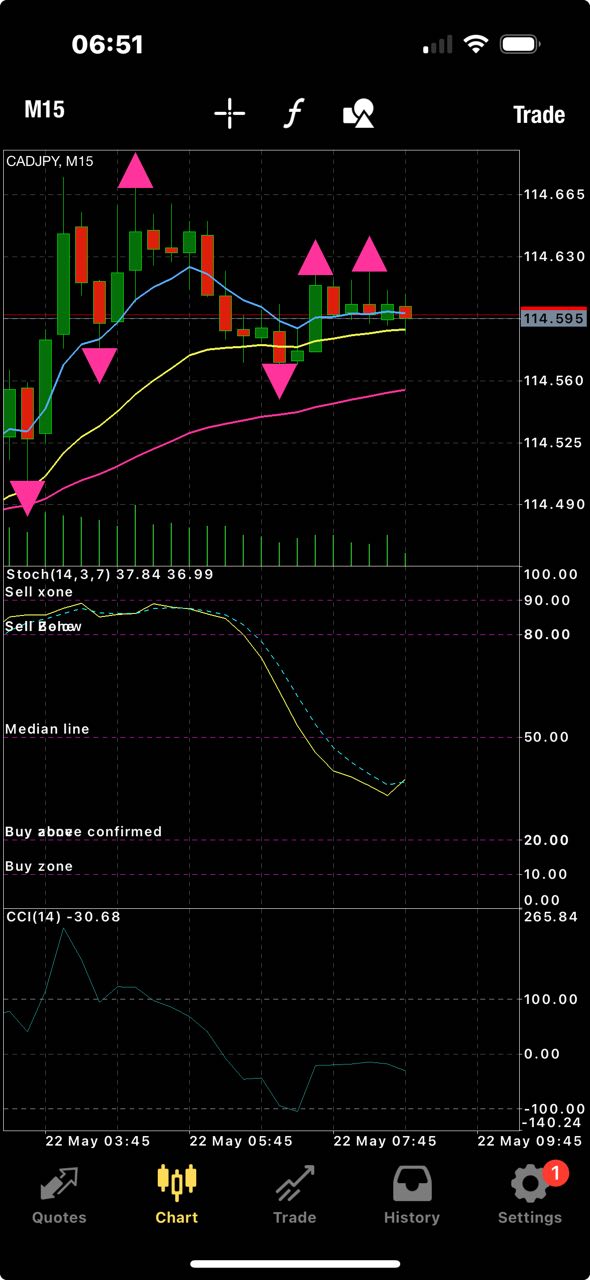 06:51
M15
Trade
CADJPY, M15
114.665
114.630
114.595
114.560
114.525
114.490
Stoch(14,3,7) 37.84 36.99
100.00
Sell xone
90.00
80.00
Median line
50.00
confirmed
20.00
Buy zone
10.00
0.00
CCI(14) -30.68
265.84
100.00
0.00
-100.00
-140.24
22 May 03:45
22 May 05:45
22 May 07:45
22 May 09:45
1
Quotes
Chart
Trade
History
Settings